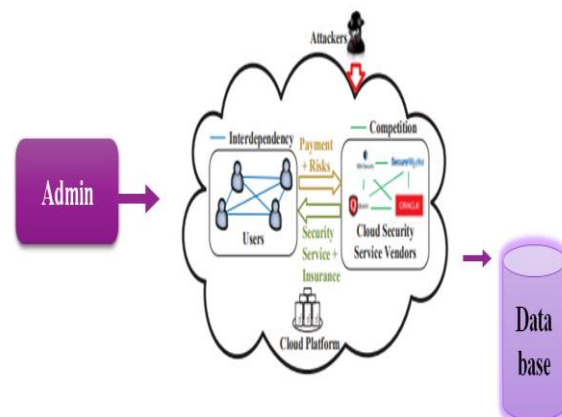 Attackers
Interdependency
Payment
+ Risks
Competition
SecureWorks
ORACLE
Admin
Users
Security
Service +
Insurance
Cloud Security
Service Vendors
Cloud Platform
Data
base